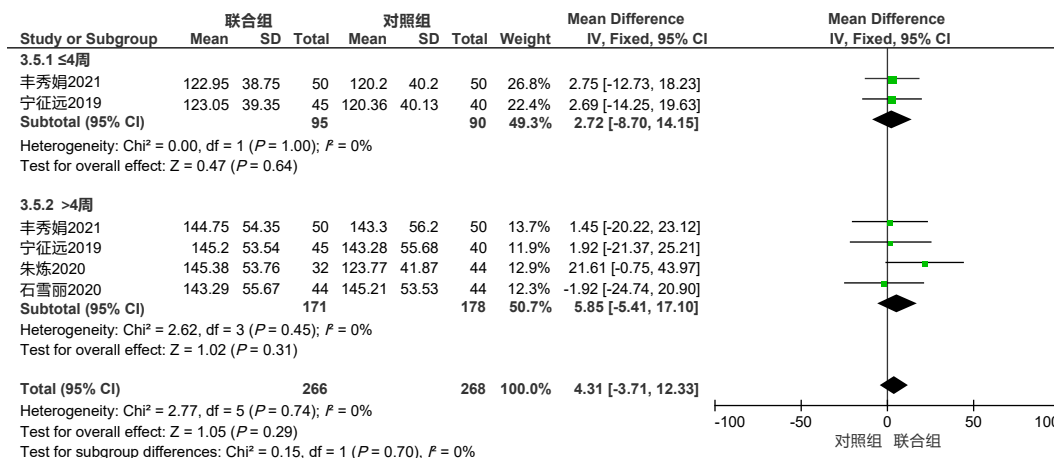 联合组 对照组 Mean Difference Mean Difference
Study or Subgroup Mean SD Total Mean SD Total Weight IV, Fixed, 95% CI IV, Fixed, 95% CI
3.5.1 ≤4周
丰秀娟2021 122.95 38.75 50 120.2 40.2 50 26.8% 2.75 [-12.73, 18.23]
宁征远2019 123.05 39.35 45 120.36 40.13 40 22.4% 2.69 [-14.25, 19.63]
Subtotal (95% CI) 95 90 49.3% 2.72 [-8.70, 14.15]
Heterogeneity: Chi² = 0.00, df = 1 (P = 1.00); I² = 0%
Test for overall effect: Z = 0.47 (P = 0.64)
3.5.2 >4周
丰秀娟2021 144.75 54.35 50 143.3 56.2 50 13.7% 1.45 [-20.22, 23.12]
宁征远2019 145.2 53.54 45 143.28 55.68 40 11.9% 1.92 [-21.37, 25.21]
朱炼2020 145.38 53.76 32 123.77 41.87 44 12.9% 21.61 [-0.75, 43.97]
石雪丽2020 143.29 55.67 44 145.21 53.53 44 12.3% -1.92 [-24.74, 20.90]
Subtotal (95% CI) 171 178 50.7% 5.85 [-5.41, 17.10]
Heterogeneity: Chi² = 2.62, df = 3 (P = 0.45); I² = 0%
Test for overall effect: Z = 1.02 (P = 0.31)
Total (95% CI) 266 268 100.0% 4.31 [-3.71, 12.33]
Heterogeneity: Chi² = 2.77, df = 5 (P = 0.74); I² = 0%
Test for overall effect: Z = 1.05 (P = 0.29)
Test for subgroup differences: Chi² = 0.15, df = 1 (P = 0.70), I² = 0%
-100 -50 0 50 100
对照组 联合组